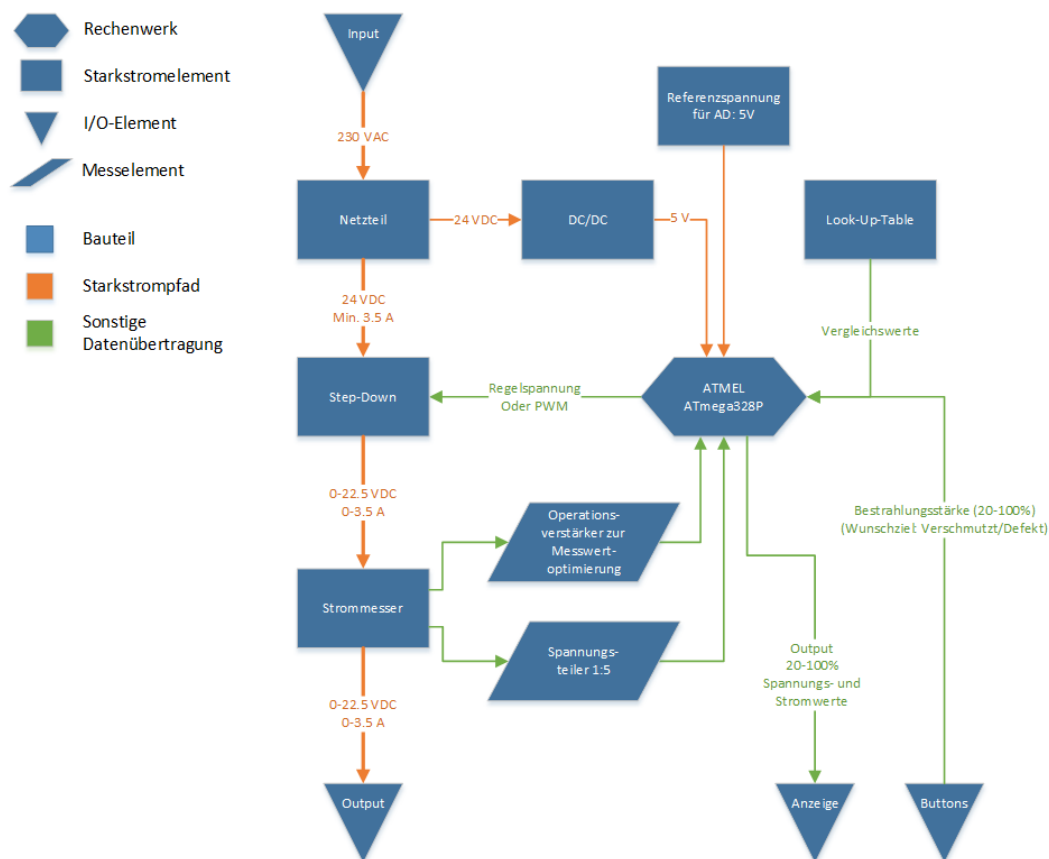 Rechenwerk
Starkstromelement
I/O-Element
Messelement
Bauteil
Starkstrompfad
Sonstige
Datenübertragung
Input
230 VAC
Referenzspannung
für AD: 5V
Netzteil
24 VDC
DC/DC
5 V
Look-Up-Table
24 VDC
Min. 3.5 A
Vergleichswerte
Step-Down
Regelspannung
Oder PWM
ATMEL
ATmega328P
0-22.5 VDC
0-3.5 A
Operations-
verstärker zur
Messwert-
optimierung
Bestrahlungsstärke (20-100%)
(Wunschziel: Verschmutzt/Defekt)
Strommesser
Spannungs-
teiler 1:5
Output
20-100%
Spannungs- und
Stromwerte
0-22.5 VDC
0-3.5 A
Output
Anzeige
Buttons